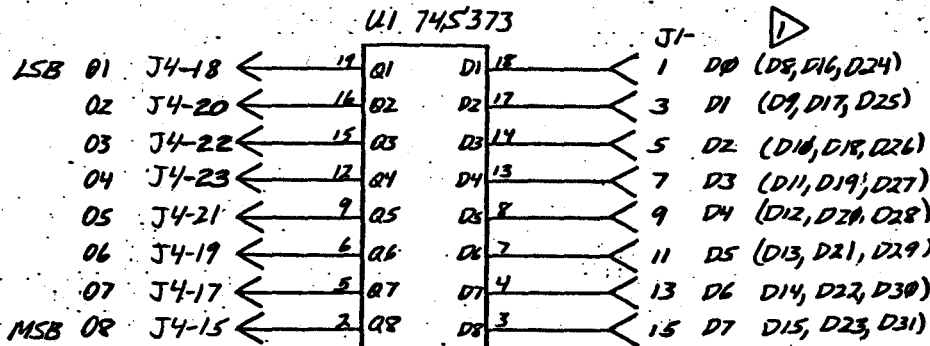 U1 74S373
J1- 1
LSB 01 J4-18 19 Q1 D1 18 1 D0 (D8, D16, D24)
02 J4-20 16 Q2 D2 17 3 D1 (D9, D17, D25)
03 J4-22 15 Q3 D3 14 5 D2 (D10, D18, D26)
04 J4-23 12 Q4 D4 13 7 D3 (D11, D19, D27)
05 J4-21 9 Q5 D5 8 9 D4 (D12, D20, D28)
06 J4-19 6 Q6 D6 7 11 D5 (D13, D21, D29)
07 J4-17 5 Q7 D7 4 13 D6 D14, D22, D30)
MSB 08 J4-15 2 Q8 D8 3 15 D7 D15, D23, D31)